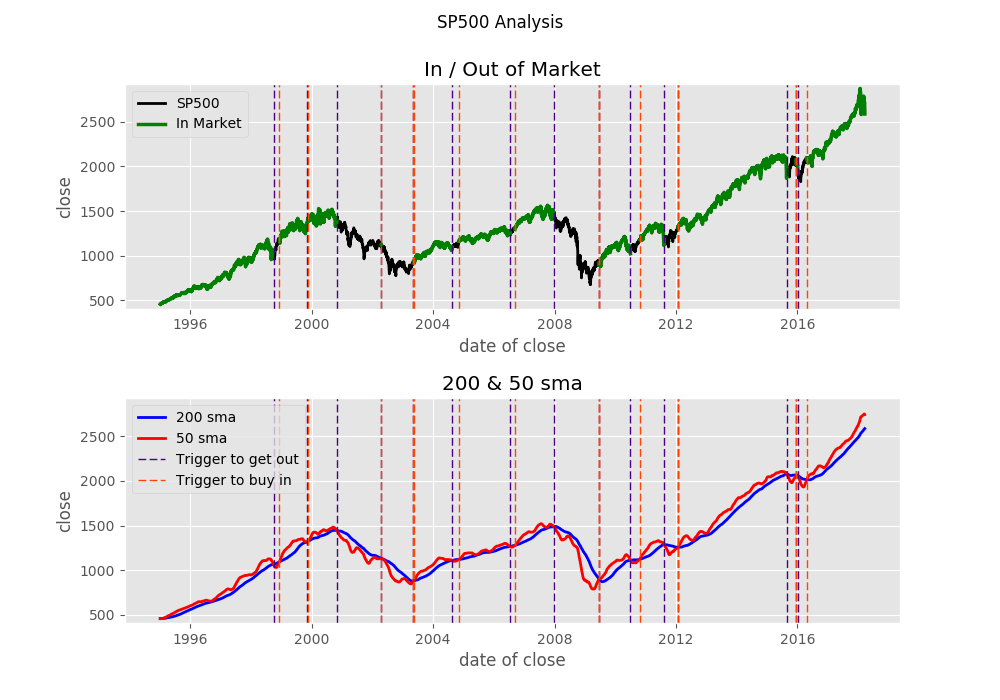 SP500 Analysis
In / Out of Market
SP500
In Market
close
2500
2000
1500
1000
500
1996 2000 2004 2008 2012 2016
date of close
200 & 50 sma
200 sma
50 sma
Trigger to get out
Trigger to buy in
close
2500
2000
1500
1000
500
1996 2000 2004 2008 2012 2016
date of close